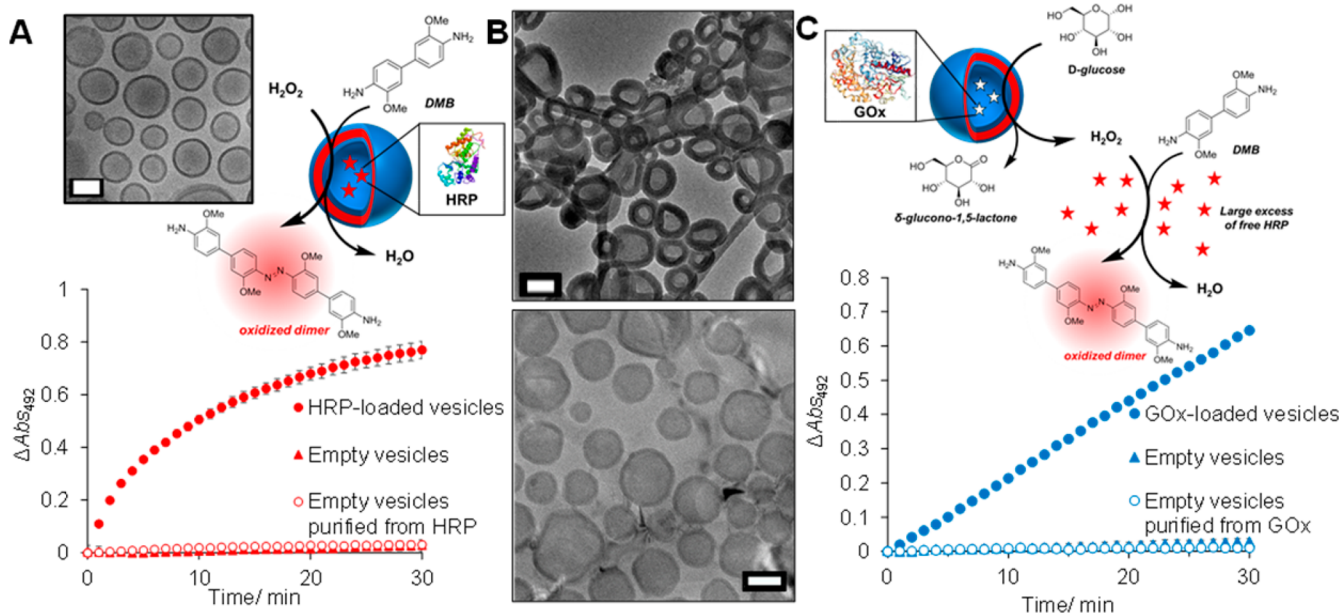 A
H₂O₂
OMe
NH₂
H₂N
OMe
DMB
HRP
H₂O
OMe
H₂N
OMe
N
N
OMe
NH₂
OMe
oxidized dimer
ΔAbs₄₉₂
1
0.8
0.6
0.4
0.2
0
HRP-loaded vesicles
Empty vesicles
Empty vesicles
purified from HRP
0
10
20
30
Time/ min
B
C
GOx
HO
O
OH
HO
OH
OH
D-glucose
HO
O
O
HO
OH
OH
δ-glucono-1,5-lactone
H₂O₂
OMe
NH₂
H₂N
OMe
DMB
Large excess
of free HRP
H₂O
OMe
H₂N
OMe
N
N
OMe
NH₂
OMe
oxidized dimer
ΔAbs₄₉₂
0.8
0.7
0.6
0.5
0.4
0.3
0.2
0.1
0
GOx-loaded vesicles
Empty vesicles
Empty vesicles
purified from GOx
0
10
20
30
Time/ min